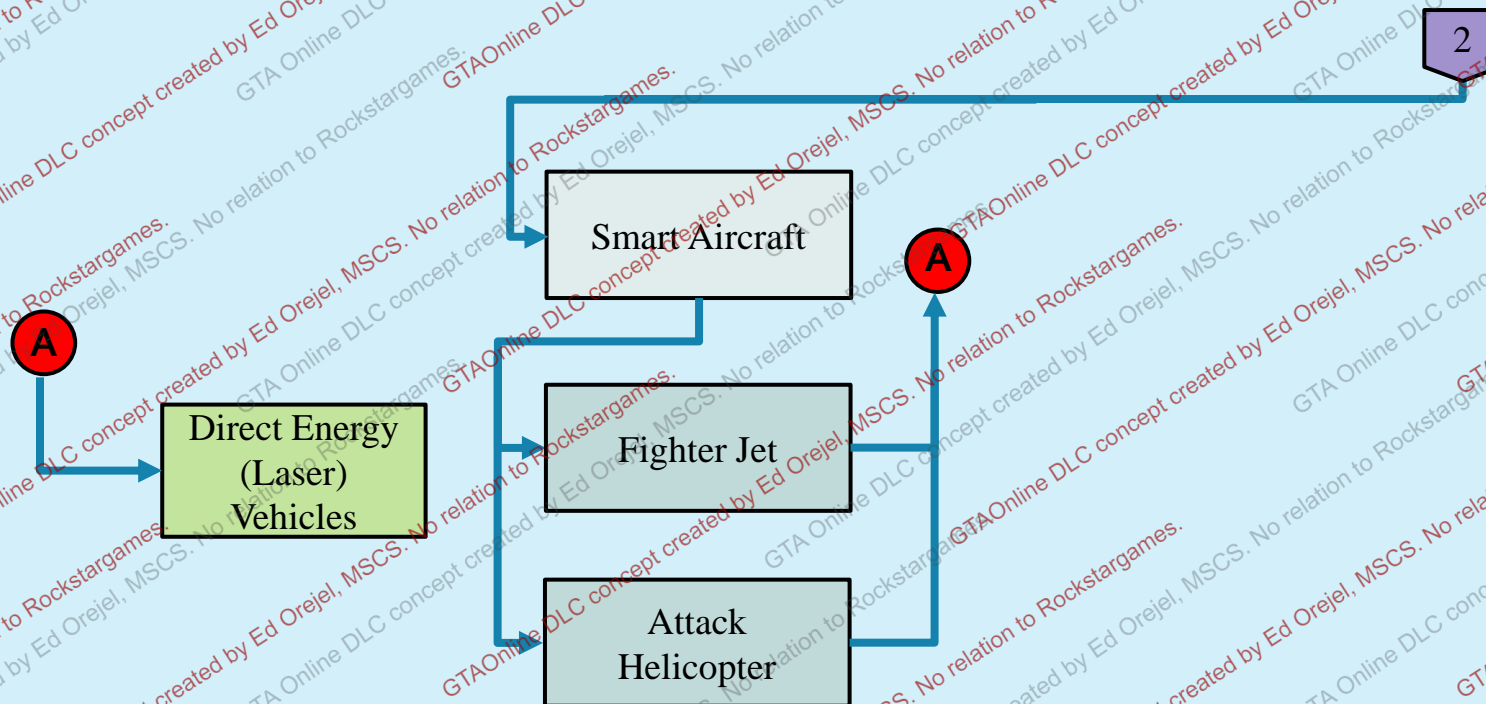 2
Smart Aircraft
A
A
Direct Energy
(Laser)
Vehicles
Fighter Jet
Attack
Helicopter
GTAOnline DLC concept created by Ed Orejel, MSCS. No relation to Rockstargames.
GTA Online DLC concept created by Ed Orejel, MSCS. No relation to Rockstargames.